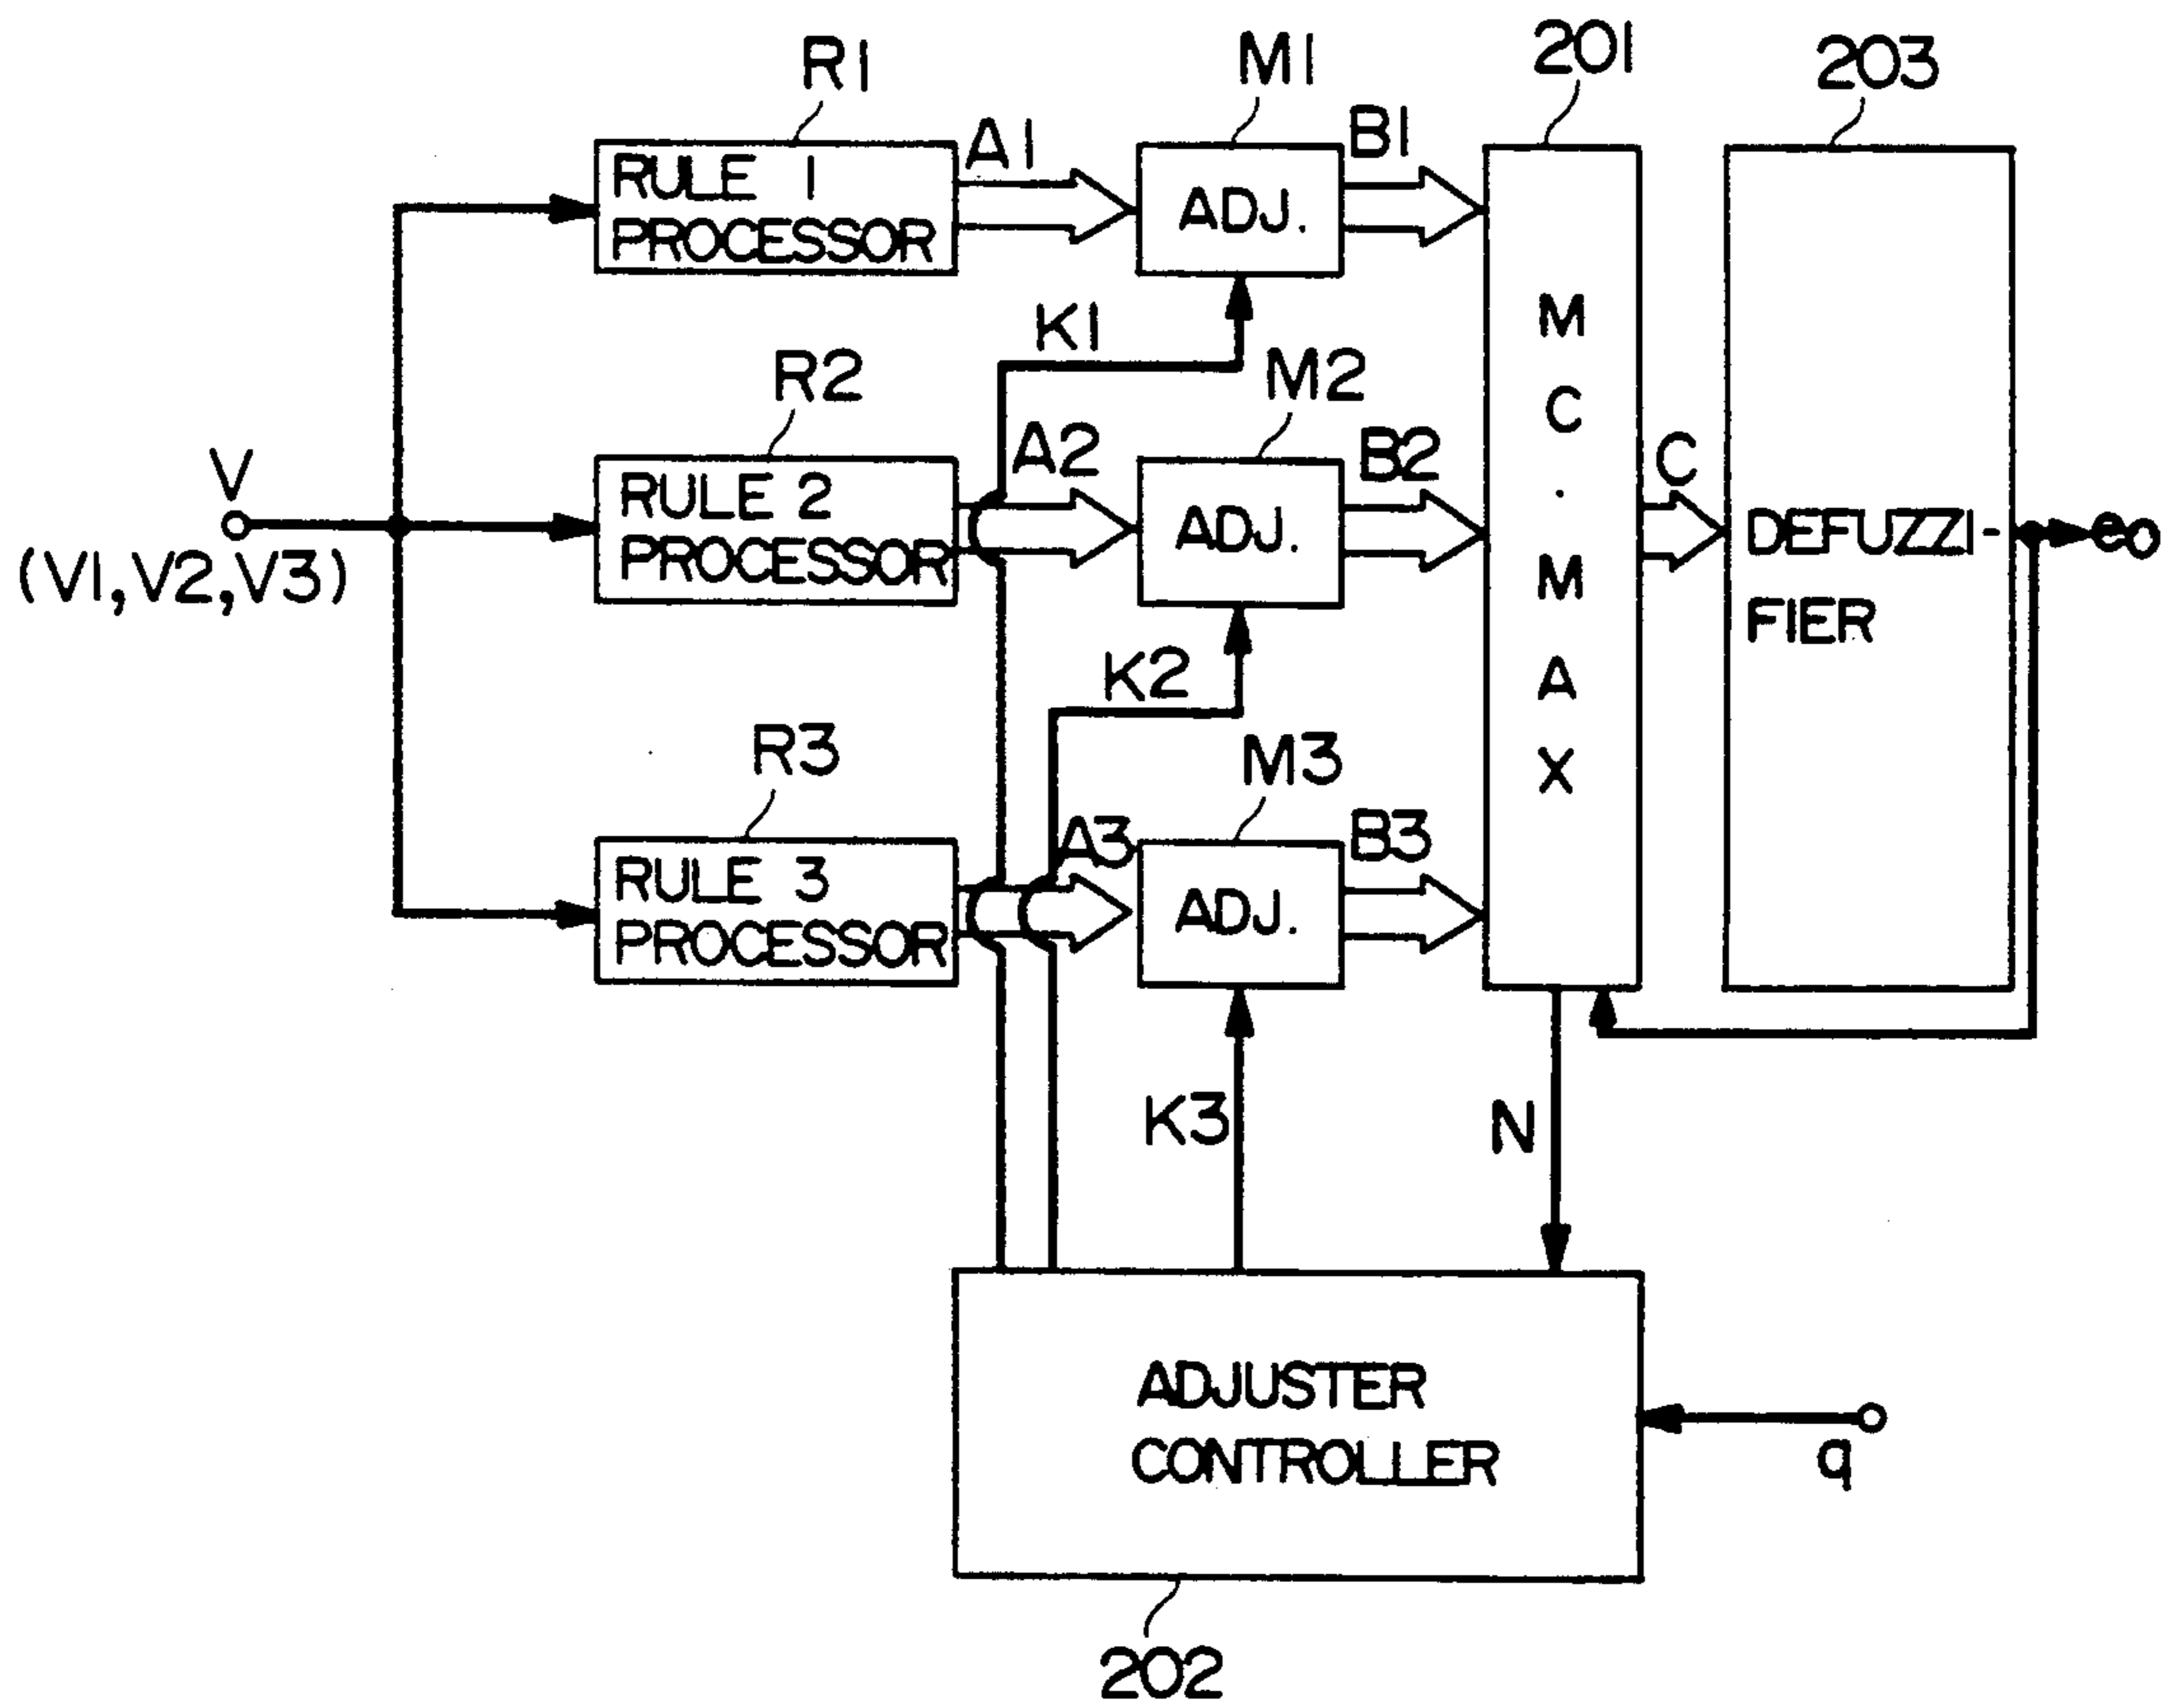 R1
M1
201
203
A1
B1
RULE 1
PROCESSOR
ADJ.
K1
R2
M2
A2
B2
V
(V1,V2,V3)
RULE 2
PROCESSOR
ADJ.
M
C
.
M
A
X
C
DEFUZZI-
FIER
eo
K2
R3
M3
A3
B3
RULE 3
PROCESSOR
ADJ.
K3
N
ADJUSTER
CONTROLLER
q
202